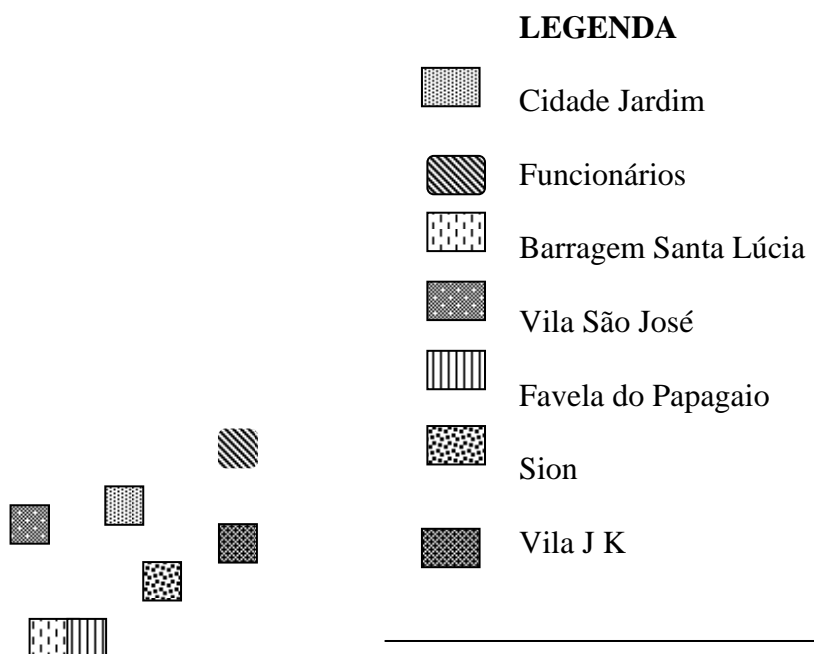 LEGENDA
Cidade Jardim
Funcionários
Barragem Santa Lúcia
Vila São José
Favela do Papagaio
Sion
Vila J K